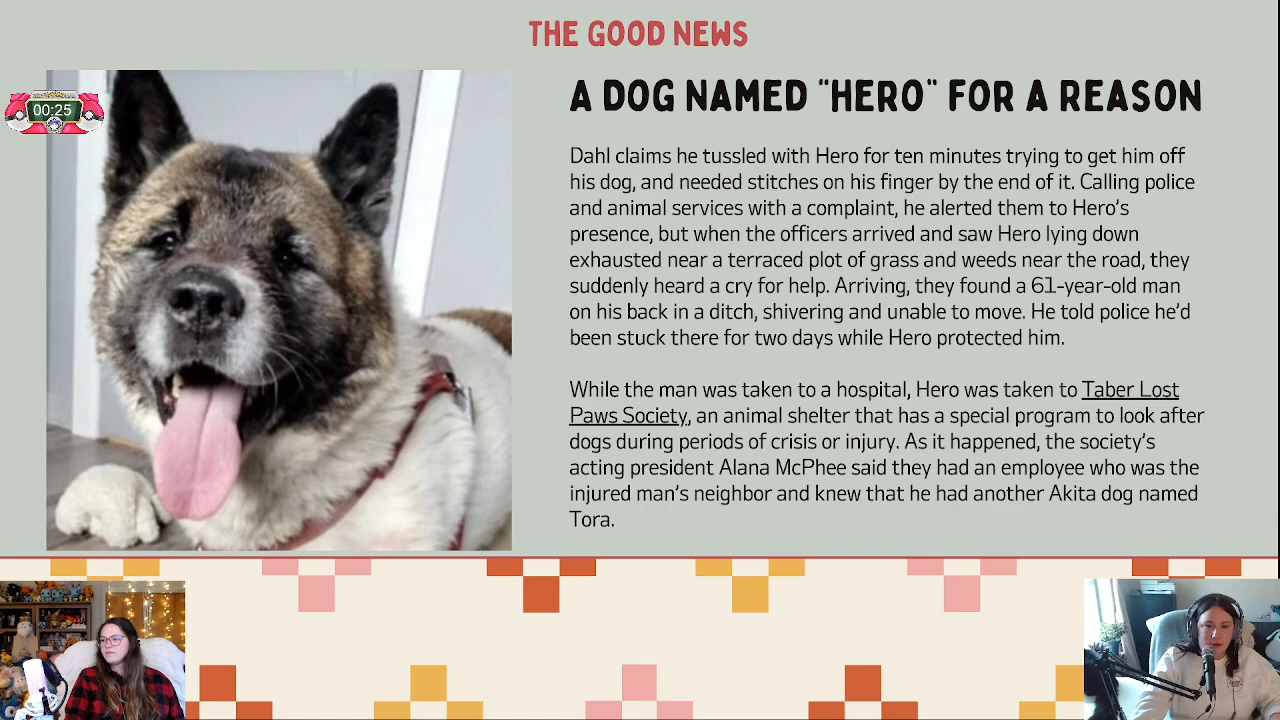 THE GOOD NEWS
00:25
A DOG NAMED "HERO" FOR A REASON
Dahl claims he tussled with Hero for ten minutes trying to get him off
his dog, and needed stitches on his finger by the end of it. Calling police
and animal services with a complaint, he alerted them to Hero's
presence, but when the officers arrived and saw Hero lying down
exhausted near a terraced plot of grass and weeds near the road, they
suddenly heard a cry for help. Arriving, they found a 61-year-old man
on his back in a ditch, shivering and unable to move. He told police he'd
been stuck there for two days while Hero protected him.
While the man was taken to a hospital, Hero was taken to Taber Lost
Paws Society, an animal shelter that has a special program to look after
dogs during periods of crisis or injury. As it happened, the society's
acting president Alana McPhee said they had an employee who was the
injured man's neighbor and knew that he had another Akita dog named
Tora.